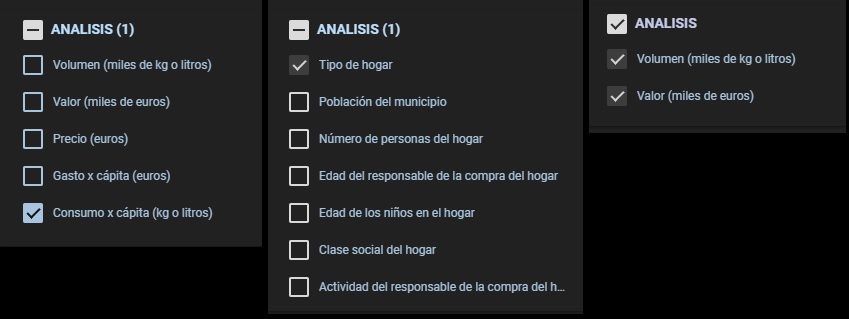 ANALISIS (1)
Volumen (miles de kg o litros)
Valor (miles de euros)
Precio (euros)
Gasto x cápita (euros)
Consumo x cápita (kg o litros)
ANALISIS (1)
Tipo de hogar
Población del municipio
Número de personas del hogar
Edad del responsable de la compra del hogar
Edad de los niños en el hogar
Clase social del hogar
Actividad del responsable de la compra del h...
ANALISIS
Volumen (miles de kg o litros)
Valor (miles de euros)